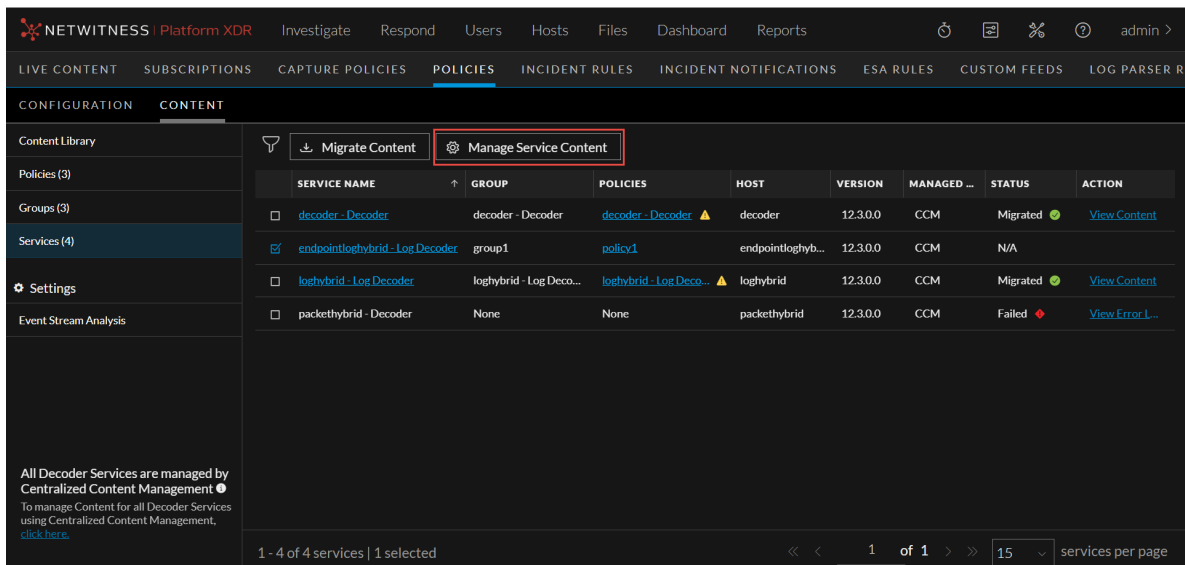 NETWITNESS Platform XDR Investigate Respond Users Hosts Files Dashboard Reports admin >
LIVE CONTENT SUBSCRIPTIONS CAPTURE POLICIES POLICIES INCIDENT RULES INCIDENT NOTIFICATIONS ESA RULES CUSTOM FEEDS LOG PARSER R
CONFIGURATION CONTENT
Content Library
Policies (3)
Groups (3)
Services (4)
Settings
Event Stream Analysis
All Decoder Services are managed by
Centralized Content Management
To manage Content for all Decoder Services
using Centralized Content Management,
click here.
Migrate Content Manage Service Content
SERVICE NAME ↑ GROUP POLICIES HOST VERSION MANAGED ... STATUS ACTION
decoder - Decoder decoder - Decoder decoder - Decoder decoder 12.3.0.0 CCM Migrated View Content
endpointloghybrid - Log Decoder group1 policy1 endpointloghyb... 12.3.0.0 CCM N/A
loghybrid - Log Decoder loghybrid - Log Deco... loghybrid - Log Deco... loghybrid 12.3.0.0 CCM Migrated View Content
packethybrid - Decoder None None packethybrid 12.3.0.0 CCM Failed View Error L...
1 - 4 of 4 services | 1 selected << < 1 of 1 > >> 15 services per page